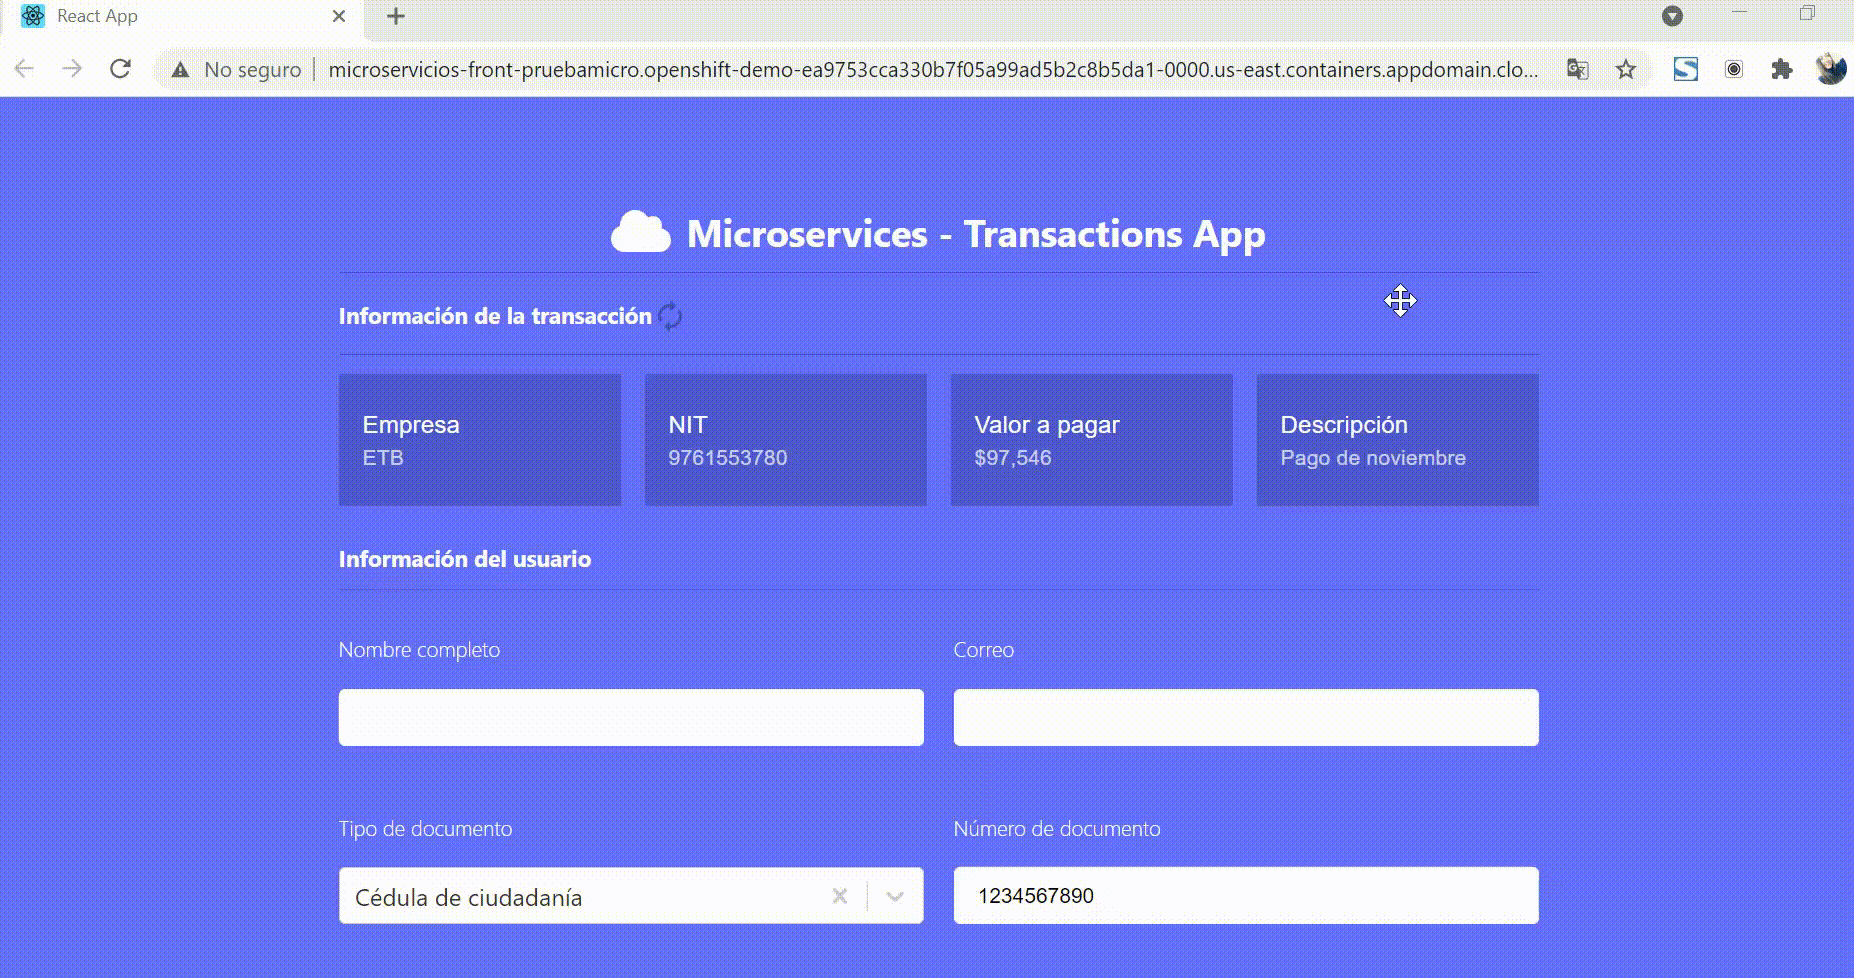 React App
No seguro
microservicios-front-pruebamicro.openshift-demo-ea9753cca330b7f05a99ad5b2c8b5da1-0000.us-east.containers.appdomain.clo...
Microservices - Transactions App
Información de la transacción
Empresa
ETB
NIT
9761553780
Valor a pagar
$97,546
Descripción
Pago de noviembre
Información del usuario
Nombre completo
Correo
Tipo de documento
Número de documento
Cédula de ciudadanía
1234567890